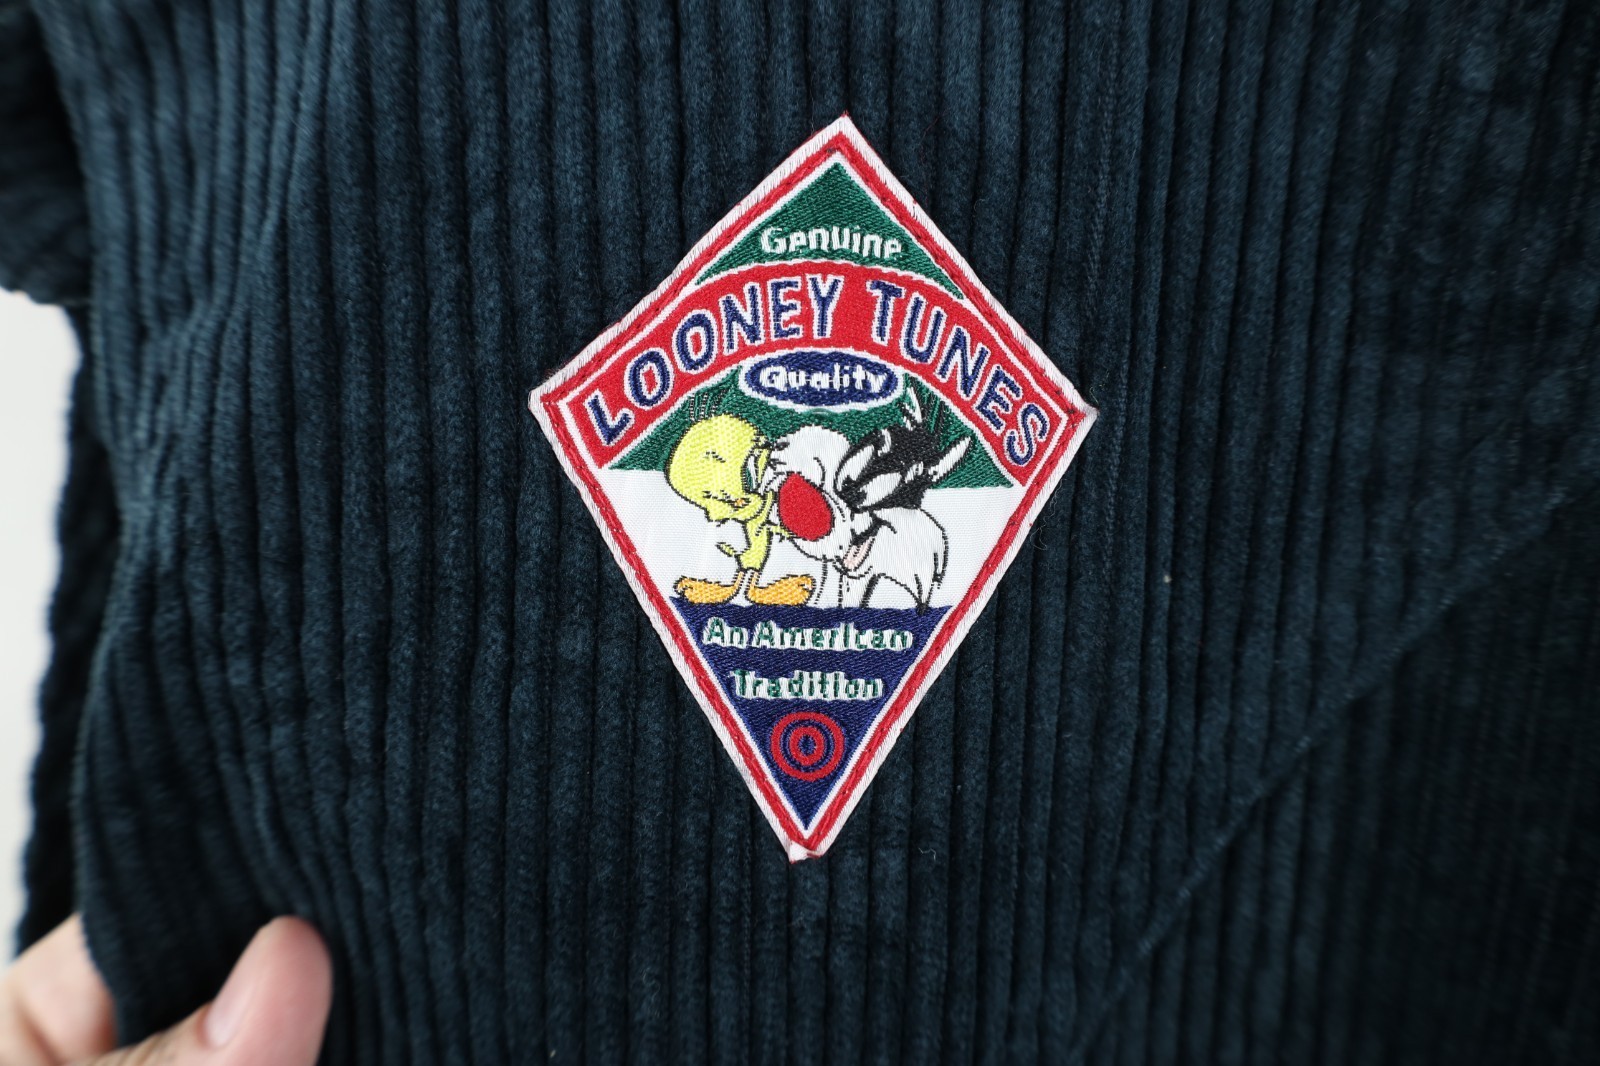 Genuine
LOONEY TUNES
Quality
An American
Tradition